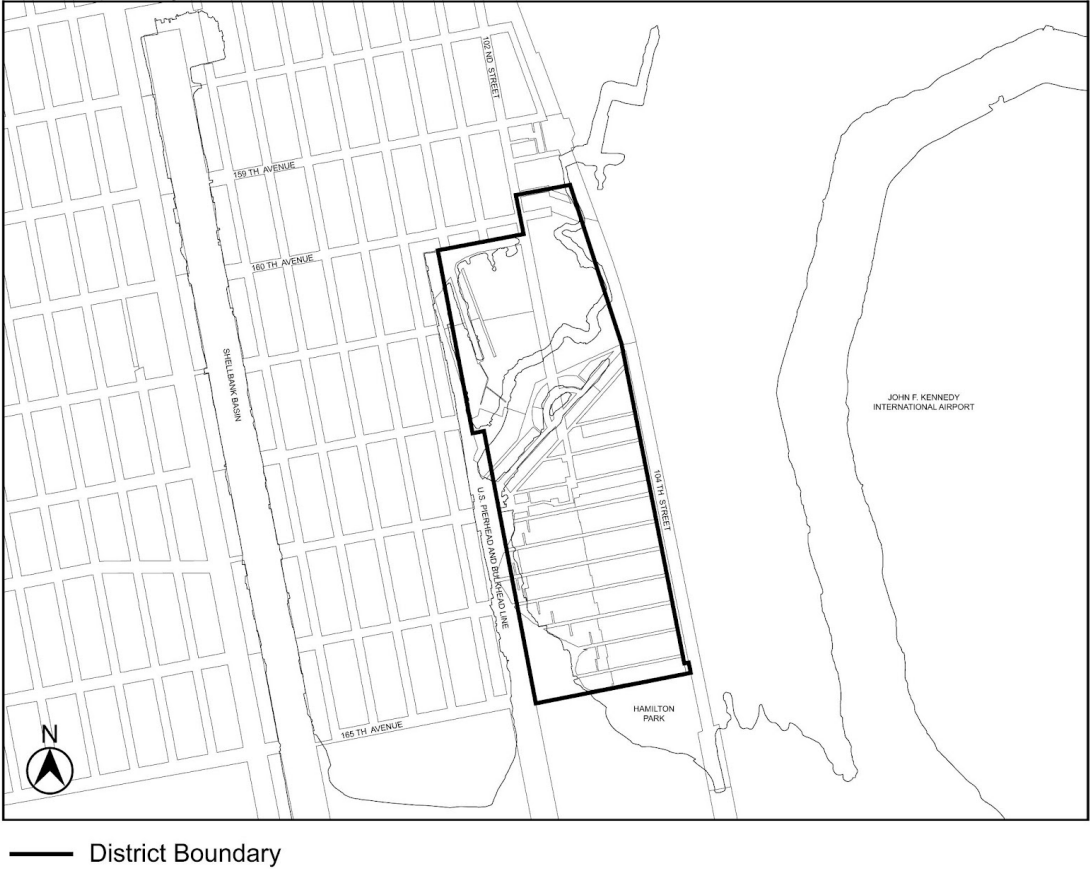 102 ND STREET
159 TH AVENUE
160 TH AVENUE
SHELLBANK BASIN
JOHN F. KENNEDY
INTERNATIONAL AIRPORT
104 TH STREET
U.S. PIERHEAD AND BULKHEAD LINE
HAMILTON
PARK
165 TH AVENUE
N
District Boundary